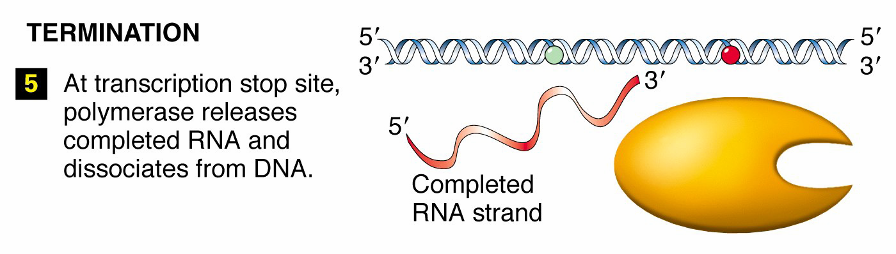 TERMINATION
5 At transcription stop site,
polymerase releases
completed RNA and
dissociates from DNA.
5′ 5′
3′ 3′
3′
5′
Completed
RNA strand